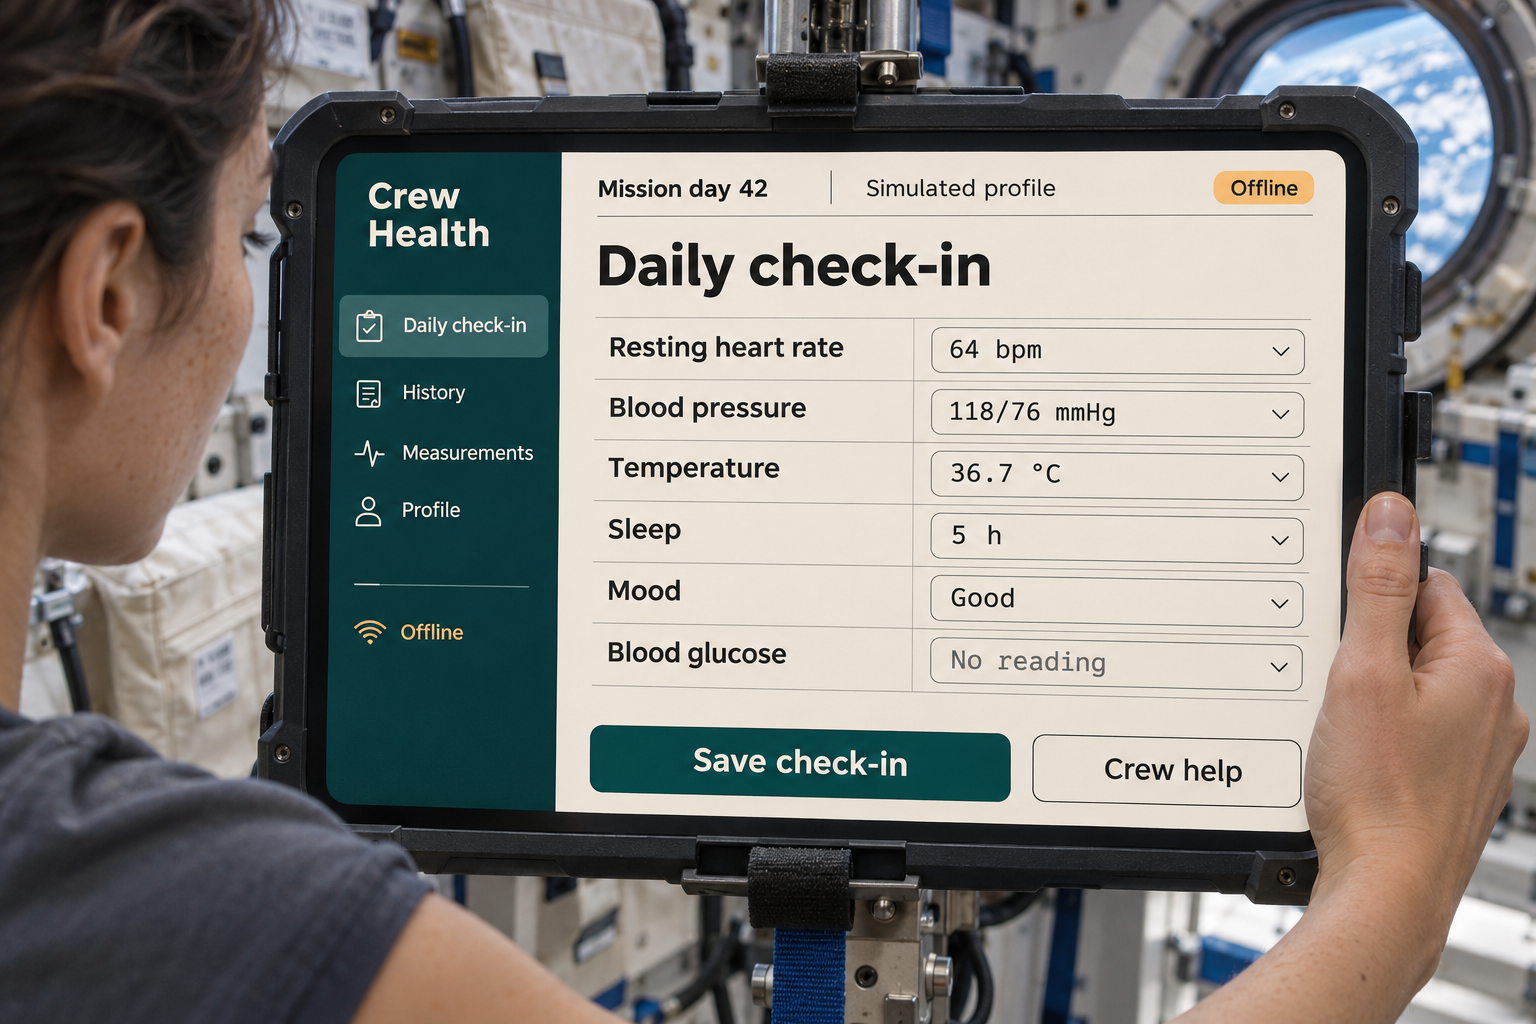 Crew
Health
Daily check-in
History
Measurements
Profile
Offline
Mission day 42
Simulated profile
Offline
Daily check-in
Resting heart rate
64 bpm
Blood pressure
118/76 mmHg
Temperature
36.7 °C
Sleep
5 h
Mood
Good
Blood glucose
No reading
Save check-in
Crew help